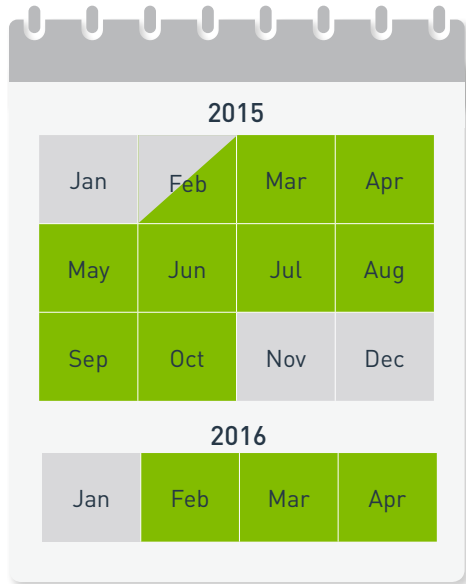 2015
Jan Feb Mar Apr
May Jun Jul Aug
Sep Oct Nov Dec
2016
Jan Feb Mar Apr